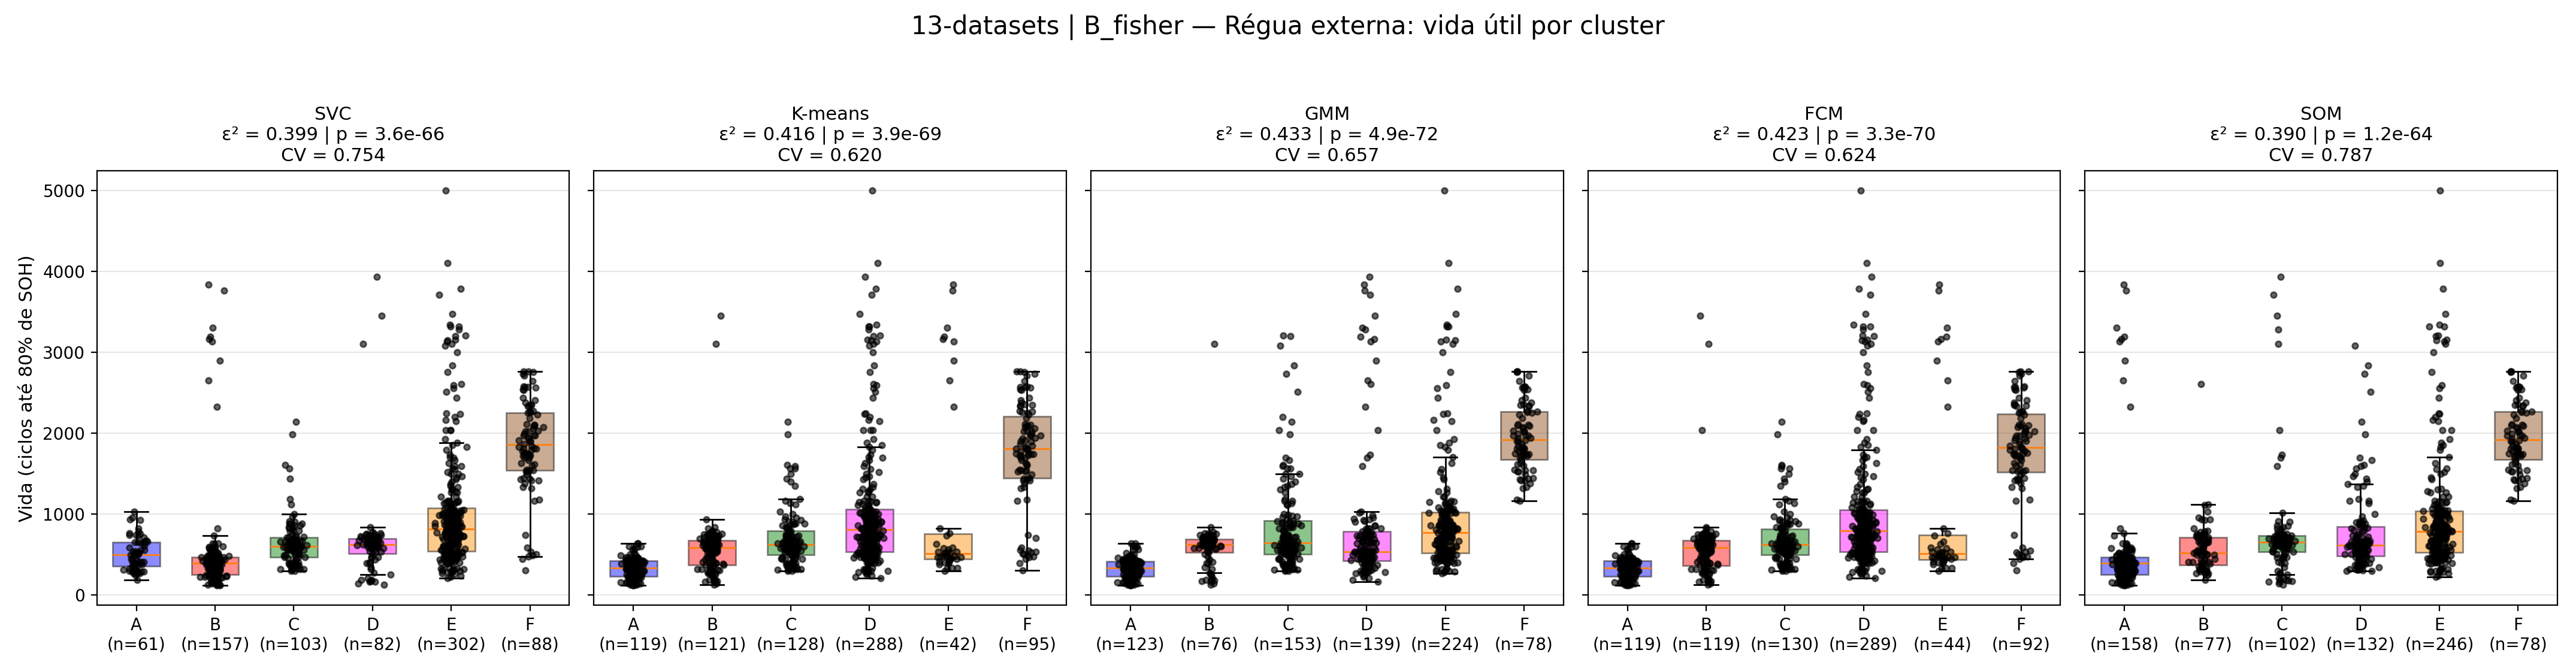 13-datasets | B_fisher — Régua externa: vida útil por cluster
SVC
ε² = 0.399 | p = 3.6e-66
CV = 0.754
K-means
ε² = 0.416 | p = 3.9e-69
CV = 0.620
GMM
ε² = 0.433 | p = 4.9e-72
CV = 0.657
FCM
ε² = 0.423 | p = 3.3e-70
CV = 0.624
SOM
ε² = 0.390 | p = 1.2e-64
CV = 0.787
Vida (ciclos até 80% de SOH)
5000
4000
3000
2000
1000
0
A B C D E F
(n=61) (n=157) (n=103) (n=82) (n=302) (n=88)
A B C D E F
(n=119) (n=121) (n=128) (n=288) (n=42) (n=95)
A B C D E F
(n=123) (n=76) (n=153) (n=139) (n=224) (n=78)
A B C D E F
(n=119) (n=119) (n=130) (n=289) (n=44) (n=92)
A B C D E F
(n=158) (n=77) (n=102) (n=132) (n=246) (n=78)